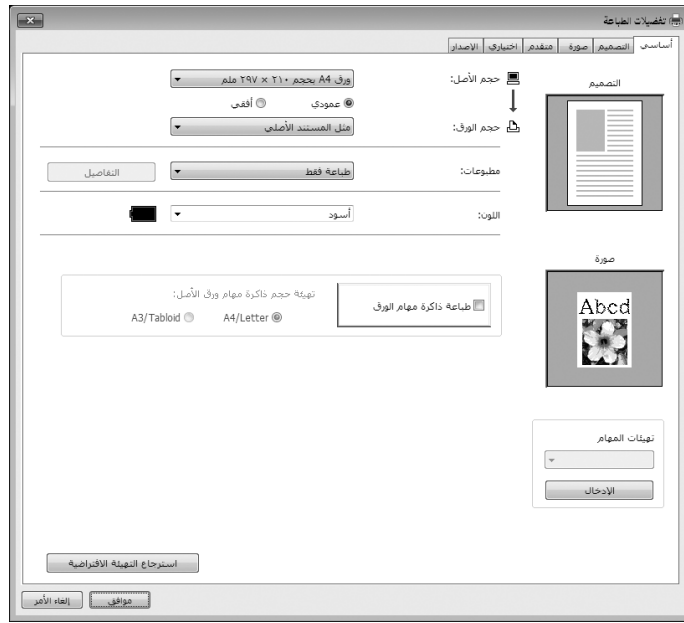 تفضيلات الطباعة
أساسي التصميم صورة متقدم اختياري الإصدار
التصميم
حجم الأصل: ورق A4 بحجم ٢١٠ × ٢٩٧ ملم
عمودي أفقي
حجم الورق: مثل المستند الأصلي
مطبوعات: طباعة فقط التفاصيل
اللون: أسود
صورة
Abcd
طباعة ذاكرة مهام الورق
تهيئة حجم ذاكرة مهام ورق الأصل:
A4/Letter A3/Tabloid
تهيئات المهام
الإدخال
استرجاع التهيئة الافتراضية
موافق إلغاء الأمر